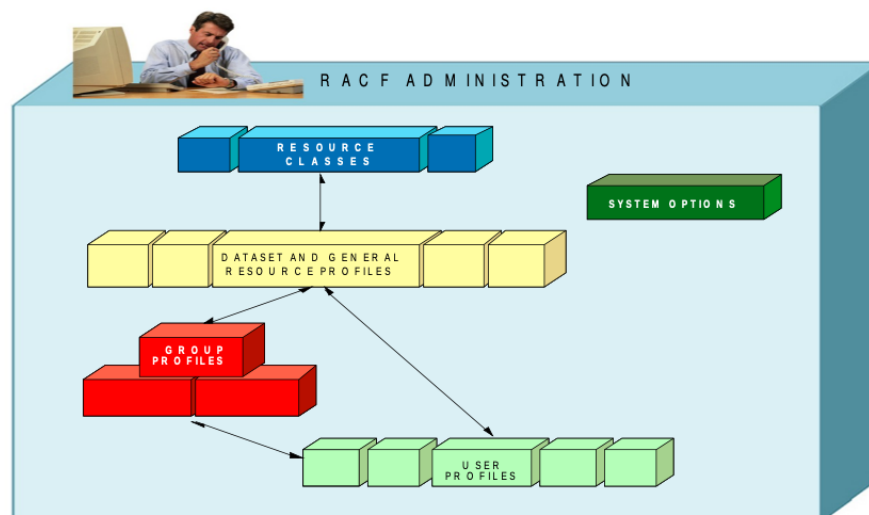 RACF ADMINISTRATION
RESOURCE
CLASSES
SYSTEM OPTIONS
DATASET AND GENERAL
RESOURCE PROFILES
GROUP
PROFILES
USER
PROFILES